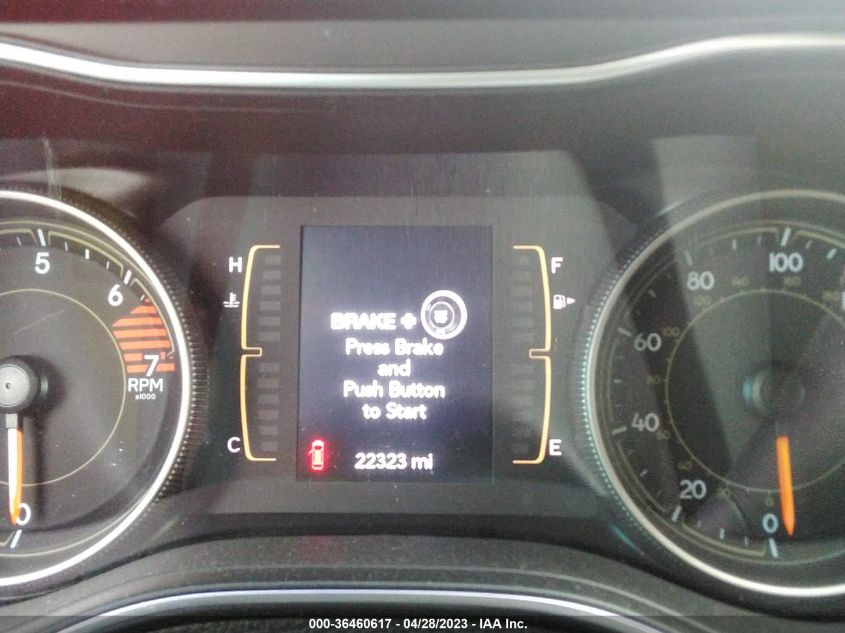 5
6
7
RPM
x1000
0
H
C
BRAKE +
Press Brake
and
Push Button
to Start
22323 mi
F
E
100
80
60
40
20
0
000-36460617 - 04/28/2023 - IAA Inc.